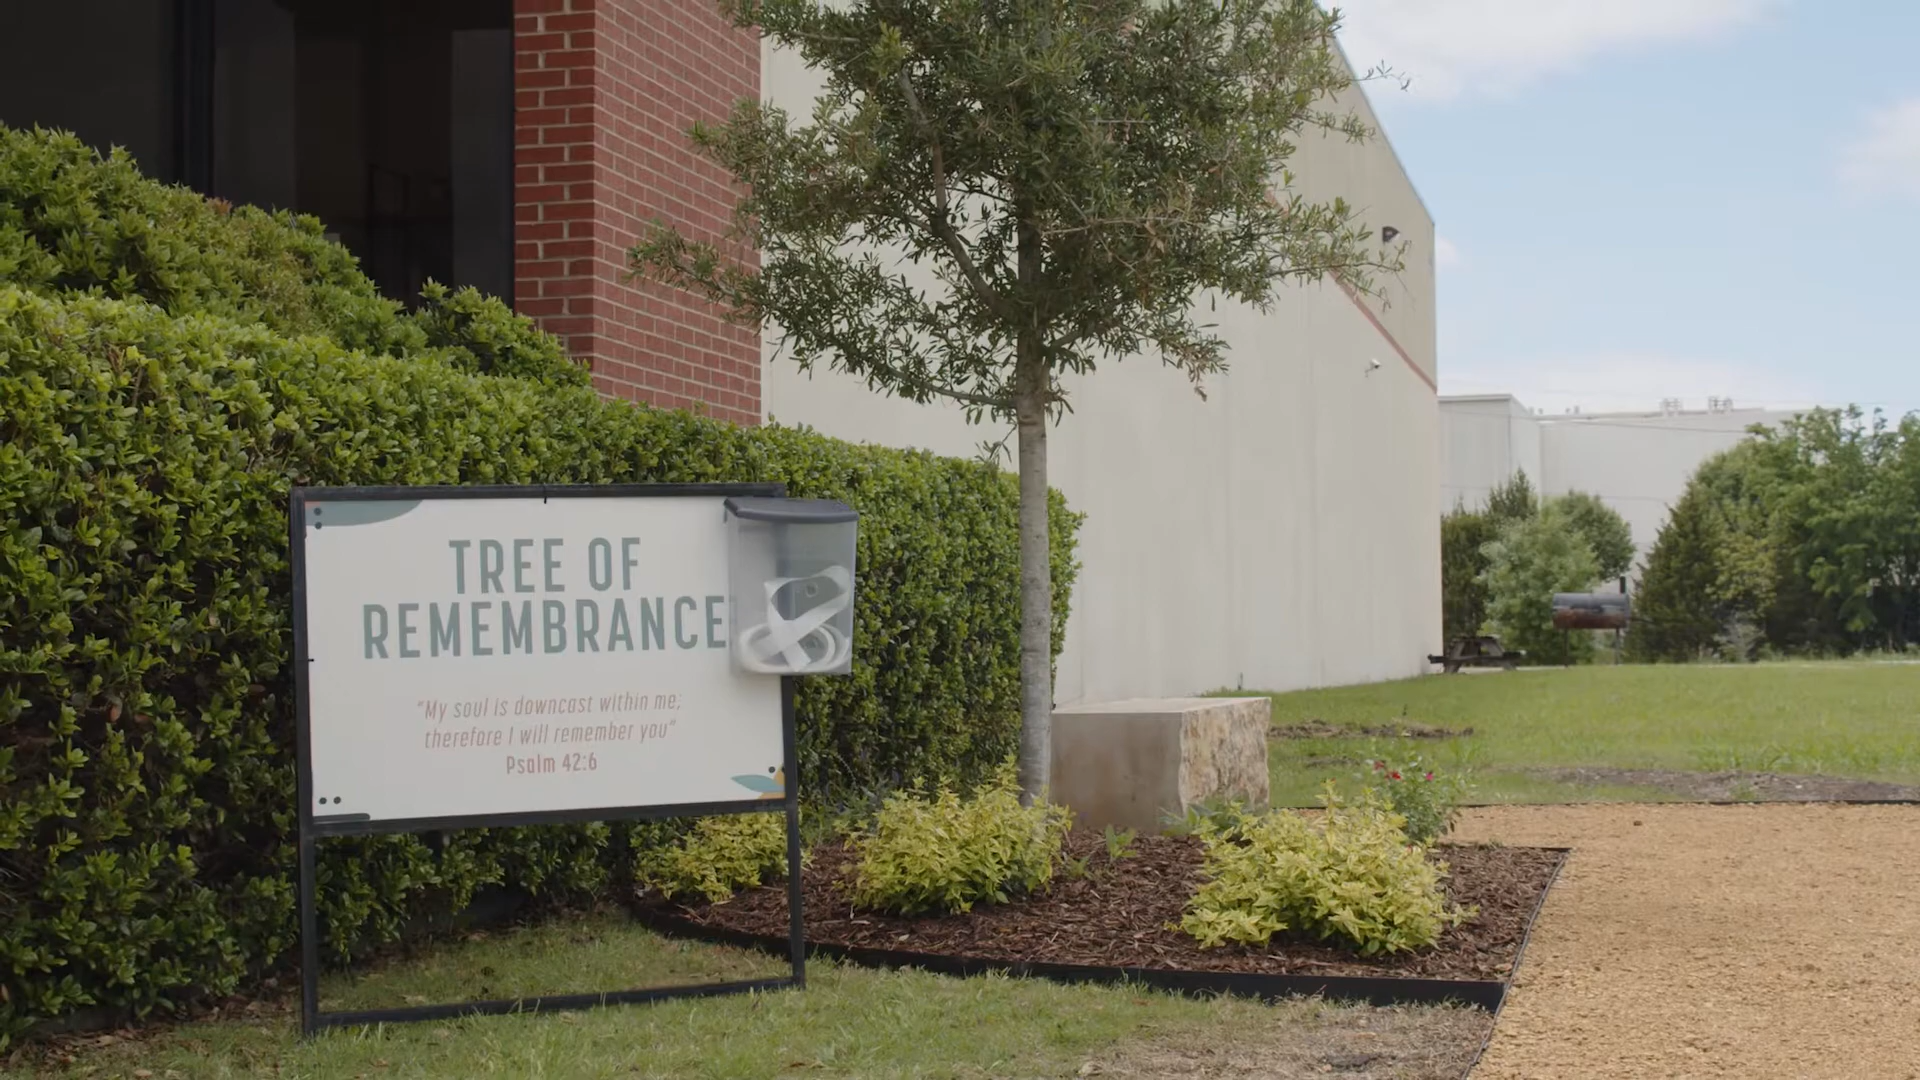 TREE OF
REMEMBRANCE
"My soul is downcast within me;
therefore I will remember you"
Psalm 42:6